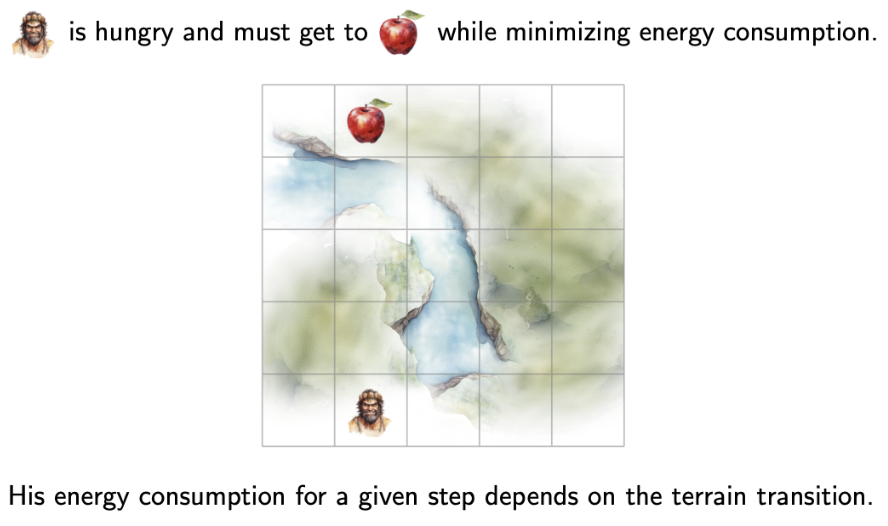 is hungry and must get to while minimizing energy consumption.
His energy consumption for a given step depends on the terrain transition.